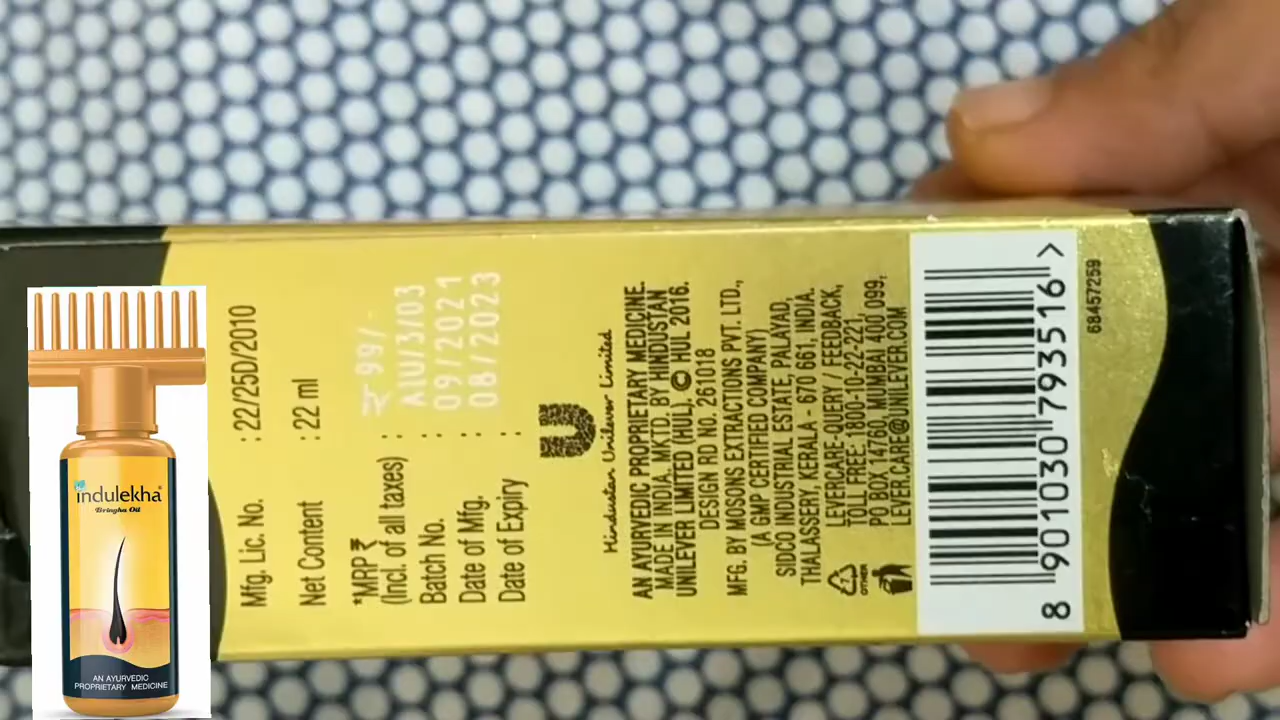 Mfg. Lic. No. : 22/25D/2010
Net Content : 22 ml
*MRP ₹ : ₹ 99/-
(Incl. of all taxes)
Batch No. : A1U/3/03
Date of Mfg. : 09/2021
Date of Expiry : 08/2023
U
Hindustan Unilever Limited
AN AYURVEDIC PROPRIETARY MEDICINE.
MADE IN INDIA. MKTD. BY HINDUSTAN
UNILEVER LIMITED (HUL). © HUL 2016.
DESIGN RD NO. 261018
MFG. BY MOSONS EXTRACTIONS PVT. LTD.,
(A GMP CERTIFIED COMPANY)
SIDCO INDUSTRIAL ESTATE, PALAYAD,
THALASSERY, KERALA - 670 661, INDIA.
LEVERCARE-QUERY / FEEDBACK,
TOLL FREE: 1800-10-22-221,
PO BOX 14760, MUMBAI 400 099,
LEVER.CARE@UNILEVER.COM
7
OTHER
8 901030 793516 >
68457259
indulekha
Bringha Oil
AN AYURVEDIC
PROPRIETARY MEDICINE